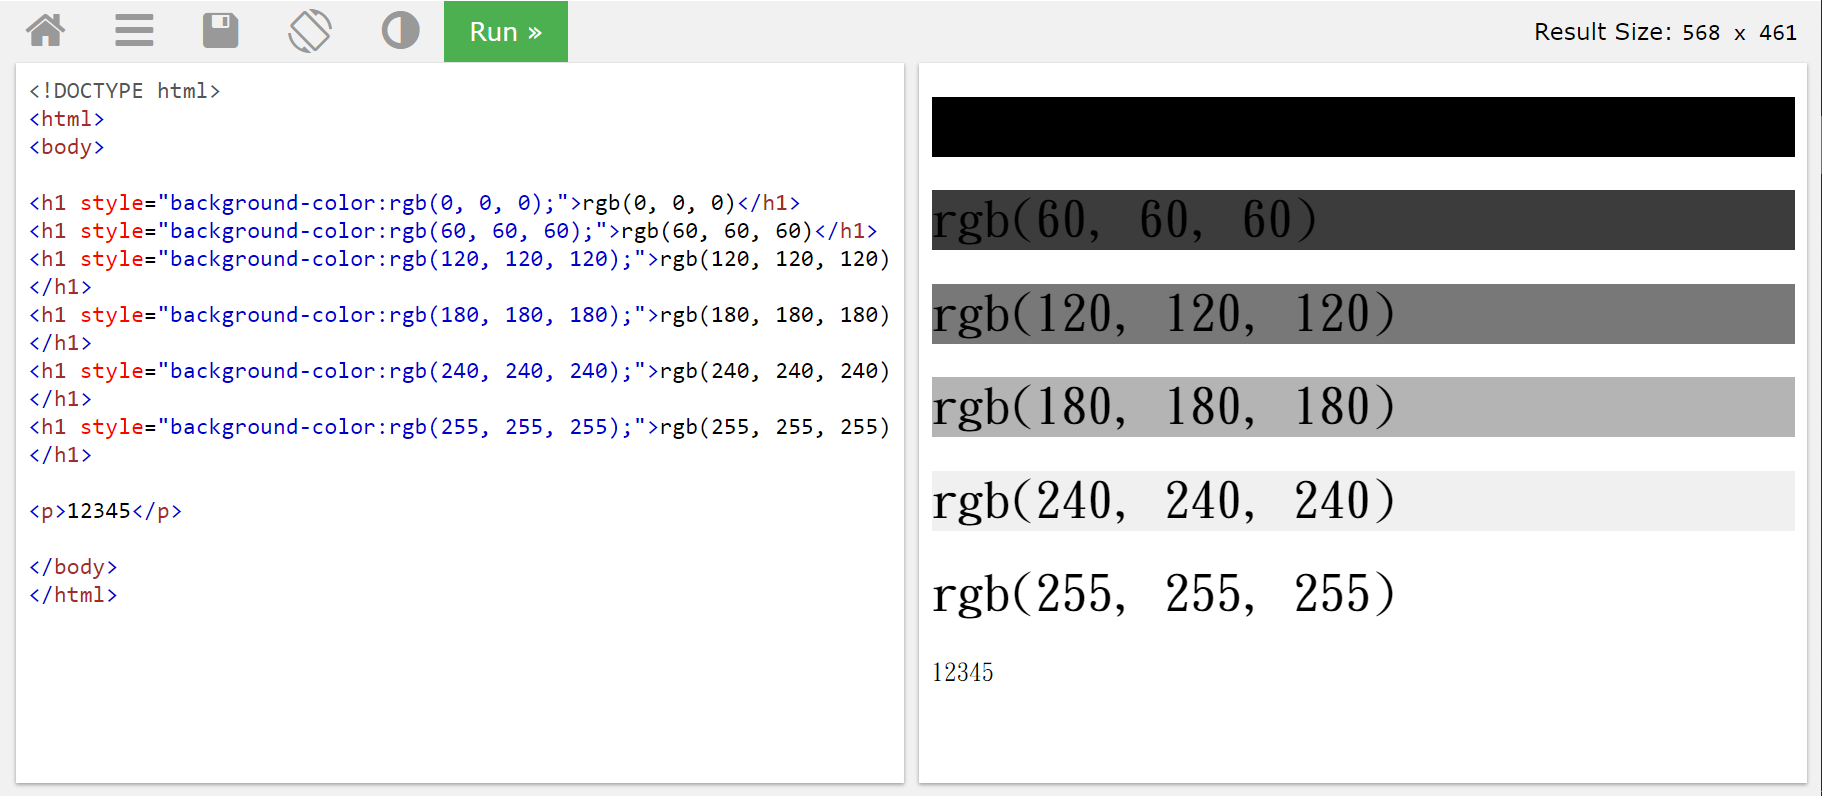 Run »
Result Size: 568 x 461
<!DOCTYPE html>
<html>
<body>
<h1 style="background-color:rgb(0, 0, 0);">rgb(0, 0, 0)</h1>
<h1 style="background-color:rgb(60, 60, 60);">rgb(60, 60, 60)</h1>
<h1 style="background-color:rgb(120, 120, 120);">rgb(120, 120, 120)
</h1>
<h1 style="background-color:rgb(180, 180, 180);">rgb(180, 180, 180)
</h1>
<h1 style="background-color:rgb(240, 240, 240);">rgb(240, 240, 240)
</h1>
<h1 style="background-color:rgb(255, 255, 255);">rgb(255, 255, 255)
</h1>
<p>12345</p>
</body>
</html>
rgb(60, 60, 60)
rgb(120, 120, 120)
rgb(180, 180, 180)
rgb(240, 240, 240)
rgb(255, 255, 255)
12345